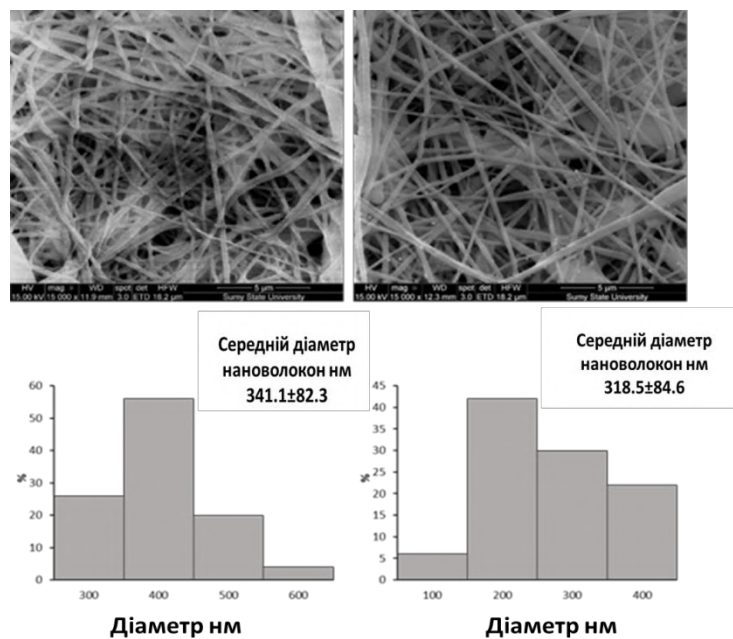 HV mag WD spot det HFW 5 µm
15.00 kV 15 000 x 11.9 mm 3.0 ETD 18.2 µm Sumy State University
HV mag WD spot det HFW 5 µm
15.00 kV 15 000 x 12.3 mm 3.0 ETD 18.2 µm Sumy State University
Середній діаметр
нановолокон нм
341.1±82.3
60
50
40
30
20
10
0
%
300 400 500 600
Діаметр нм
Середній діаметр
нановолокон нм
318.5±84.6
45
40
35
30
25
20
15
10
5
0
%
100 200 300 400
Діаметр нм